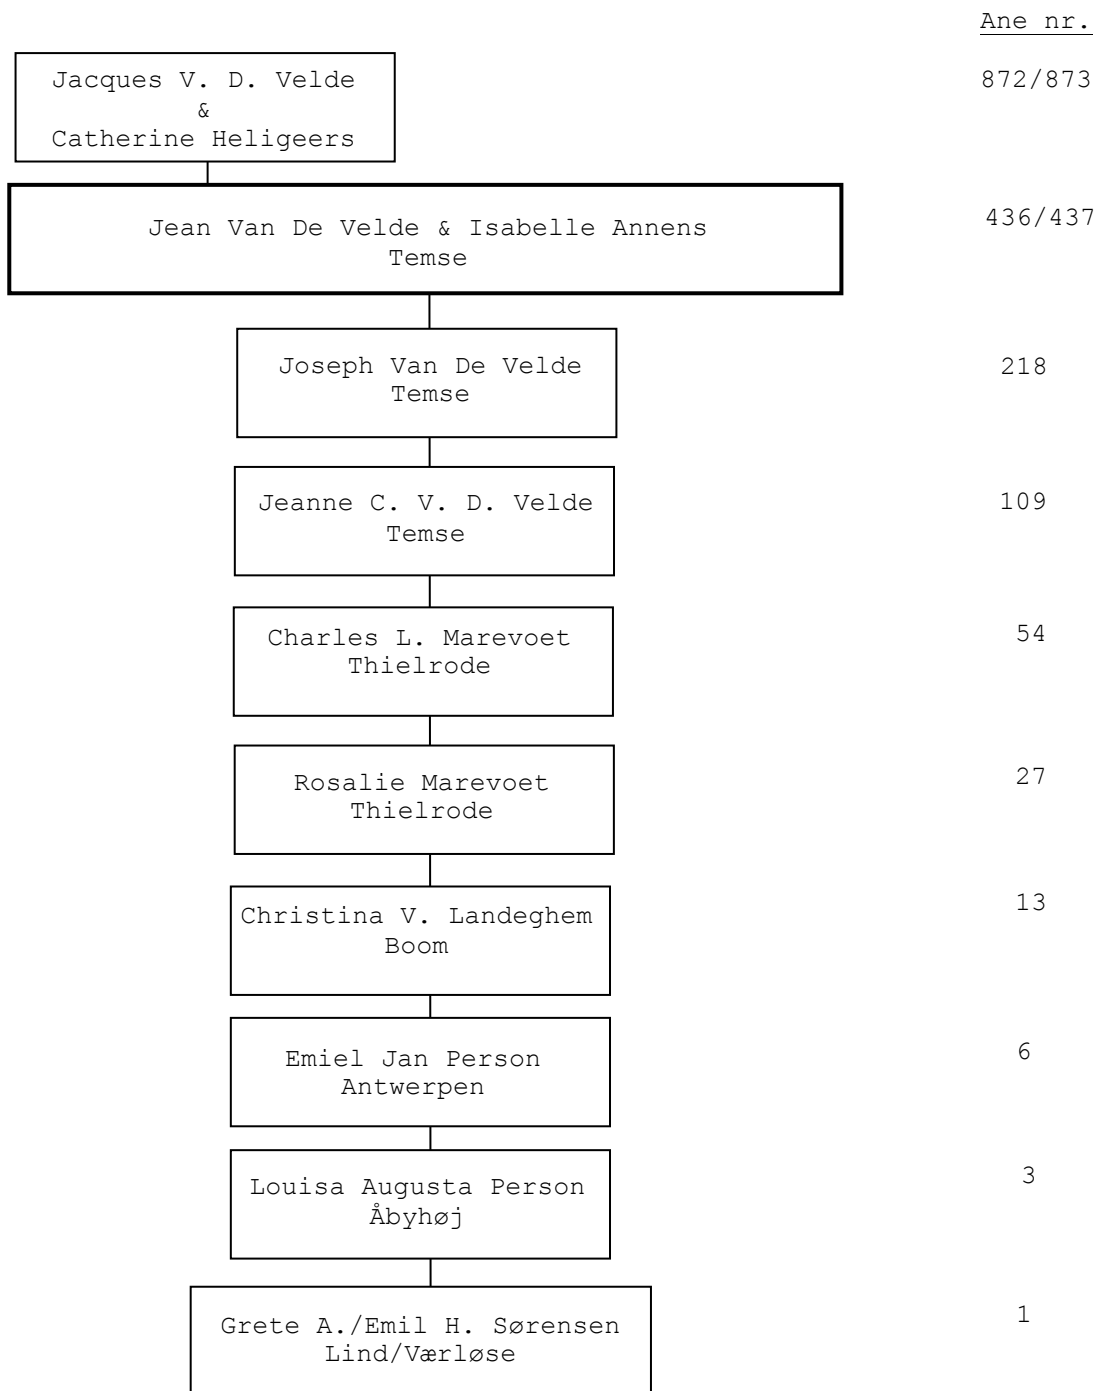 Ane nr.
Jacques V. D. Velde
&
Catherine Heligeers
872/873
Jean Van De Velde & Isabelle Annens
Temse
436/437
Joseph Van De Velde
Temse
218
Jeanne C. V. D. Velde
Temse
109
Charles L. Marevoet
Thielrode
54
Rosalie Marevoet
Thielrode
27
Christina V. Landeghem
Boom
13
Emiel Jan Person
Antwerpen
6
Louisa Augusta Person
Åbyhøj
3
Grete A./Emil H. Sørensen
Lind/Værløse
1